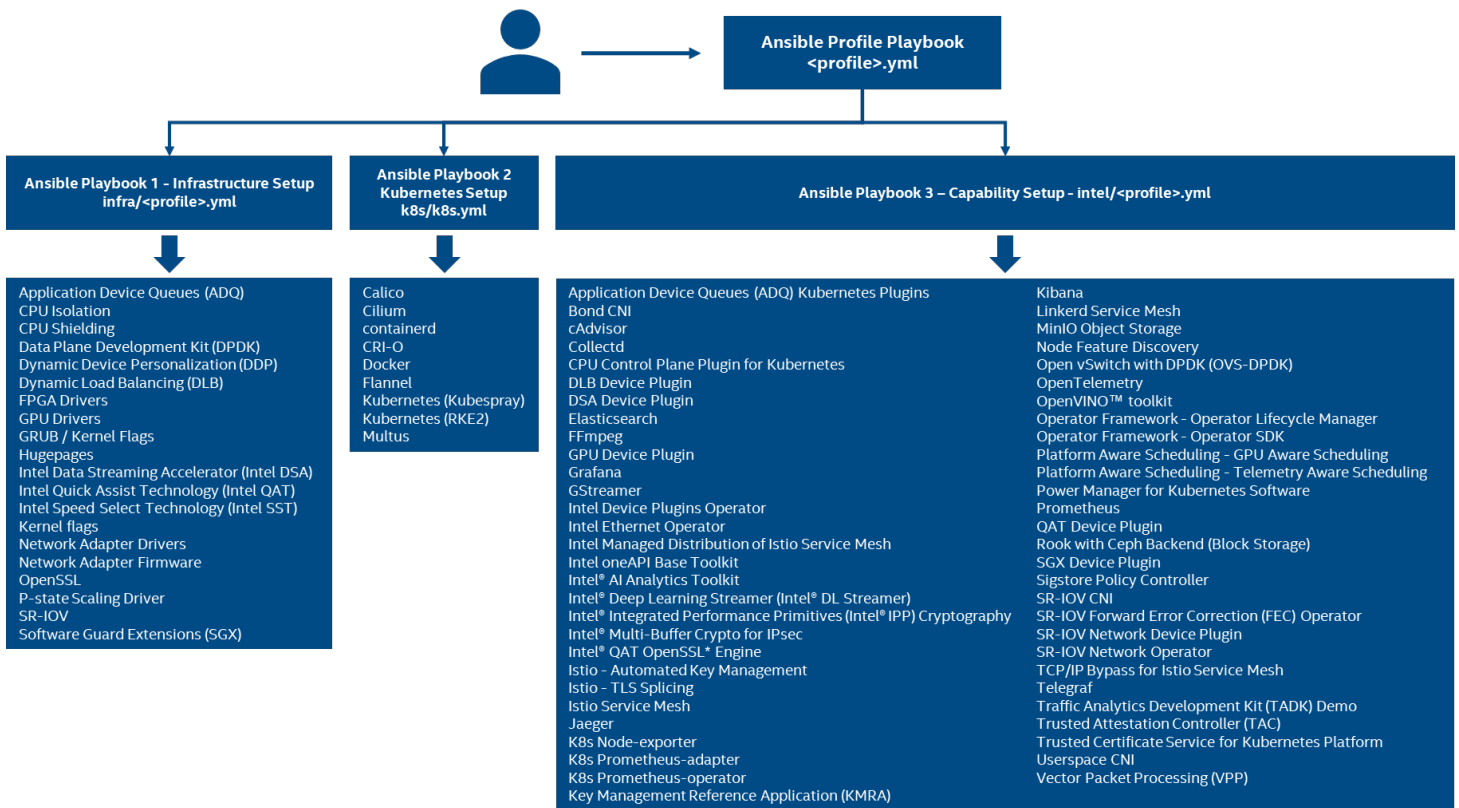 Ansible Profile Playbook
<profile>.yml
Ansible Playbook 1 - Infrastructure Setup
infra/<profile>.yml
Ansible Playbook 2
Kubernetes Setup
k8s/k8s.yml
Ansible Playbook 3 – Capability Setup - intel/<profile>.yml
Application Device Queues (ADQ)
CPU Isolation
CPU Shielding
Data Plane Development Kit (DPDK)
Dynamic Device Personalization (DDP)
Dynamic Load Balancing (DLB)
FPGA Drivers
GPU Drivers
GRUB / Kernel Flags
Hugepages
Intel Data Streaming Accelerator (Intel DSA)
Intel Quick Assist Technology (Intel QAT)
Intel Speed Select Technology (Intel SST)
Kernel flags
Network Adapter Drivers
Network Adapter Firmware
OpenSSL
P-state Scaling Driver
SR-IOV
Software Guard Extensions (SGX)
Calico
Cilium
containerd
CRI-O
Docker
Flannel
Kubernetes (Kubespray)
Kubernetes (RKE2)
Multus
Application Device Queues (ADQ) Kubernetes Plugins
Bond CNI
cAdvisor
Collectd
CPU Control Plane Plugin for Kubernetes
DLB Device Plugin
DSA Device Plugin
Elasticsearch
FFmpeg
GPU Device Plugin
Grafana
GStreamer
Intel Device Plugins Operator
Intel Ethernet Operator
Intel Managed Distribution of Istio Service Mesh
Intel oneAPI Base Toolkit
Intel® AI Analytics Toolkit
Intel® Deep Learning Streamer (Intel® DL Streamer)
Intel® Integrated Performance Primitives (Intel® IPP) Cryptography
Intel® Multi-Buffer Crypto for IPsec
Intel® QAT OpenSSL* Engine
Istio - Automated Key Management
Istio - TLS Splicing
Istio Service Mesh
Jaeger
K8s Node-exporter
K8s Prometheus-adapter
K8s Prometheus-operator
Key Management Reference Application (KMRA)
Kibana
Linkerd Service Mesh
MinIO Object Storage
Node Feature Discovery
Open vSwitch with DPDK (OVS-DPDK)
OpenTelemetry
OpenVINO™ toolkit
Operator Framework - Operator Lifecycle Manager
Operator Framework - Operator SDK
Platform Aware Scheduling - GPU Aware Scheduling
Platform Aware Scheduling - Telemetry Aware Scheduling
Power Manager for Kubernetes Software
Prometheus
QAT Device Plugin
Rook with Ceph Backend (Block Storage)
SGX Device Plugin
Sigstore Policy Controller
SR-IOV CNI
SR-IOV Forward Error Correction (FEC) Operator
SR-IOV Network Device Plugin
SR-IOV Network Operator
TCP/IP Bypass for Istio Service Mesh
Telegraf
Traffic Analytics Development Kit (TADK) Demo
Trusted Attestation Controller (TAC)
Trusted Certificate Service for Kubernetes Platform
Userspace CNI
Vector Packet Processing (VPP)